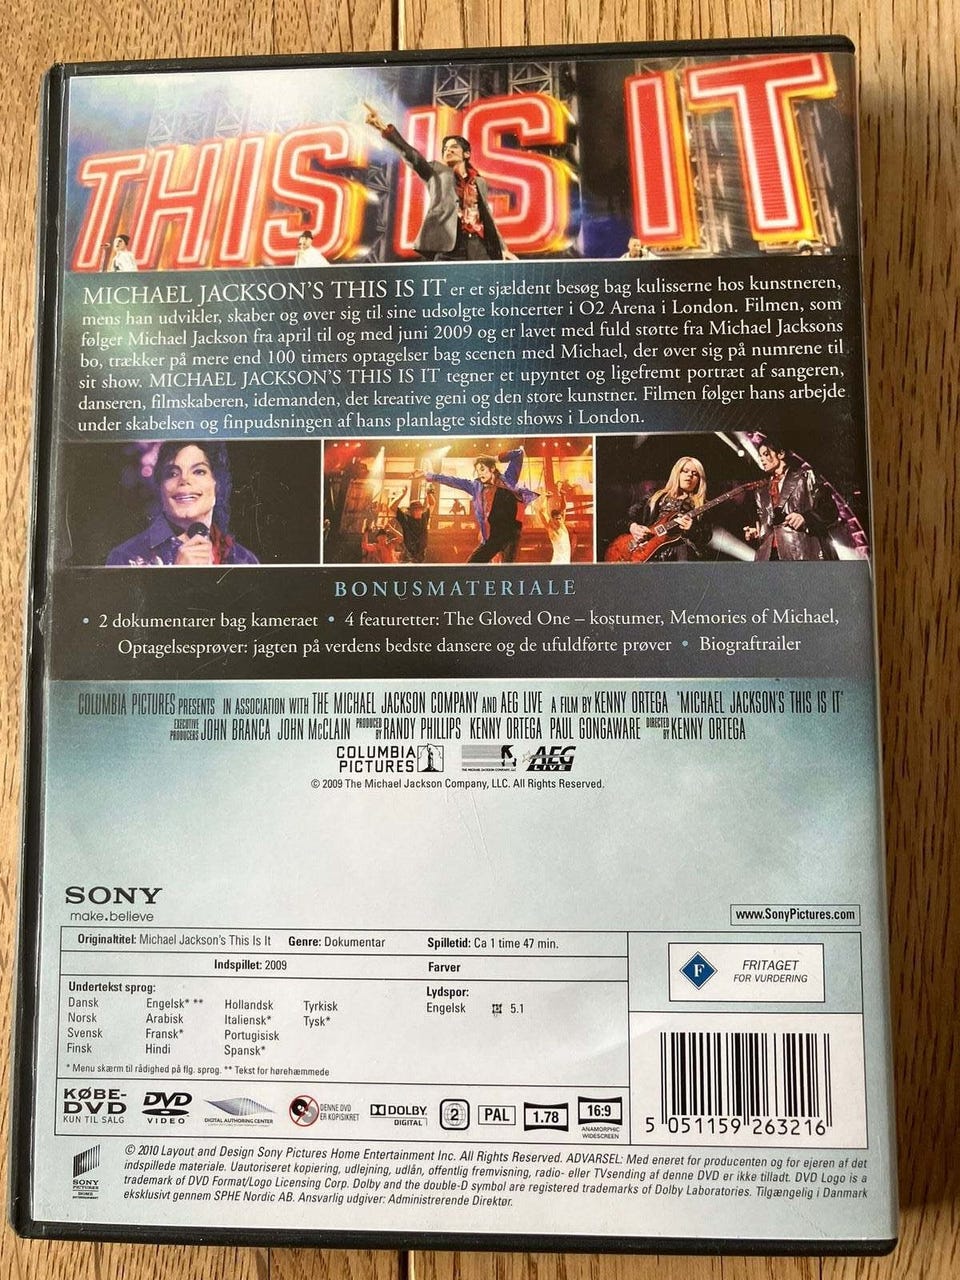 THIS IS IT
MICHAEL JACKSON'S THIS IS IT er et sjældent besøg bag kulisserne hos kunstneren,
mens han udvikler, skaber og øver sig til sine udsolgte koncerter i O2 Arena i London. Filmen, som
følger Michael Jackson fra april til og med juni 2009 og er lavet med fuld støtte fra Michael Jacksons
bo, trækker på mere end 100 timers optagelser bag scenen med Michael, der øver sig på numrene til
sit show. MICHAEL JACKSON'S THIS IS IT tegner et upyntet og ligefremt portræt af sangeren,
danseren, filmskaberen, idemanden, det kreative geni og den store kunstner. Filmen følger hans arbejde
under skabelsen og finpudsningen af hans planlagte sidste shows i London.
BONUSMATERIALE
• 2 dokumentarer bag kameraet • 4 featuretter: The Gloved One – kostumer, Memories of Michael,
Optagelsesprøver: jagten på verdens bedste dansere og de ufuldførte prøver • Biograftrailer
COLUMBIA PICTURES PRESENTS IN ASSOCIATION WITH THE MICHAEL JACKSON COMPANY AND AEG LIVE A FILM BY KENNY ORTEGA "MICHAEL JACKSON'S THIS IS IT"
EXECUTIVE PRODUCERS JOHN BRANCA JOHN McCLAIN PRODUCED BY RANDY PHILLIPS KENNY ORTEGA PAUL GONGAWARE DIRECTED BY KENNY ORTEGA
COLUMBIA PICTURES THE MICHAEL JACKSON COMPANY, LLC AEG LIVE
© 2009 The Michael Jackson Company, LLC. All Rights Reserved.
SONY
make.believe
www.SonyPictures.com
Originaltitel: Michael Jackson's This Is It Genre: Dokumentar Spilletid: Ca 1 time 47 min.
Indspillet: 2009 Farver
Undertekst sprog:
Dansk Engelsk* ** Hollandsk Tyrkisk
Norsk Arabisk Italiensk* Tysk*
Svensk Fransk* Portugisisk
Finsk Hindi Spansk*
* Menu skærm til rådighed på flg. sprog. ** Tekst for hørehæmmede
Lydspor:
Engelsk 5.1
F FRITAGET
FOR VURDERING
KØBE-
DVD
KUN TIL SALG
DVD
VIDEO
DIGITAL AUTHORING CENTER
DENNE DVD
ER KOPISIKRET
DOLBY
DIGITAL
2
PAL
1.78
16:9
ANAMORPHIC
WIDESCREEN
5 051159 263216
SONY
PICTURES
HOME
ENTERTAINMENT
© 2010 Layout and Design Sony Pictures Home Entertainment Inc. All Rights Reserved. ADVARSEL: Med eneret for producenten og for ejeren af det
indspillede materiale. Uautoriseret kopiering, udlejning, udlån, offentlig fremvisning, radio- eller TVsending af denne DVD er ikke tilladt. DVD Logo is a
trademark of DVD Format/Logo Licensing Corp. Dolby and the double-D symbol are registered trademarks of Dolby Laboratories. Tilgængelig i Danmark
eksklusivt gennem SPHE Nordic AB. Ansvarlig udgiver: Administrerende Direktør.